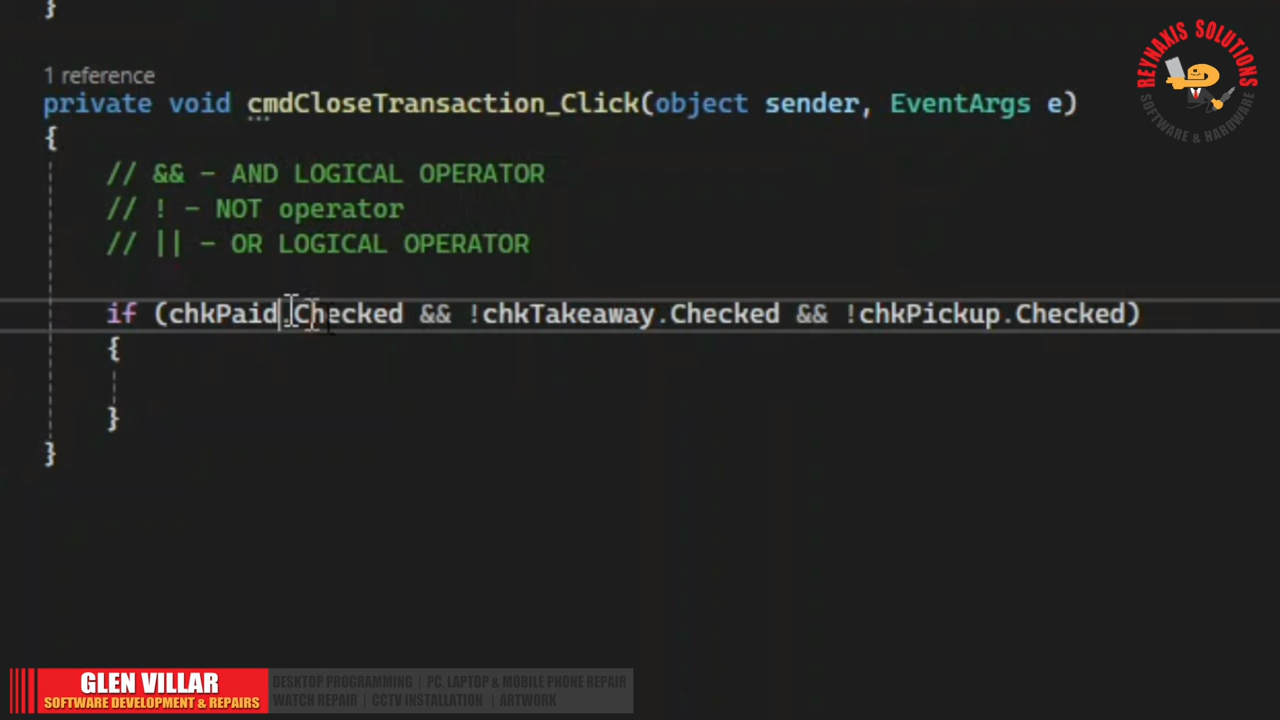 }
1 reference
private void cmdCloseTransaction_Click(object sender, EventArgs e)
{
// && - AND LOGICAL OPERATOR
// ! - NOT operator
// || - OR LOGICAL OPERATOR
if (chkPaid.Checked && !chkTakeaway.Checked && !chkPickup.Checked)
{
}
}
REYNAXIS SOLUTIONS
SOFTWARE & HARDWARE
GLEN VILLAR
SOFTWARE DEVELOPMENT & REPAIRS
DESKTOP PROGRAMMING | PC, LAPTOP & MOBILE PHONE REPAIR
WATCH REPAIR | CCTV INSTALLATION | ARTWORK